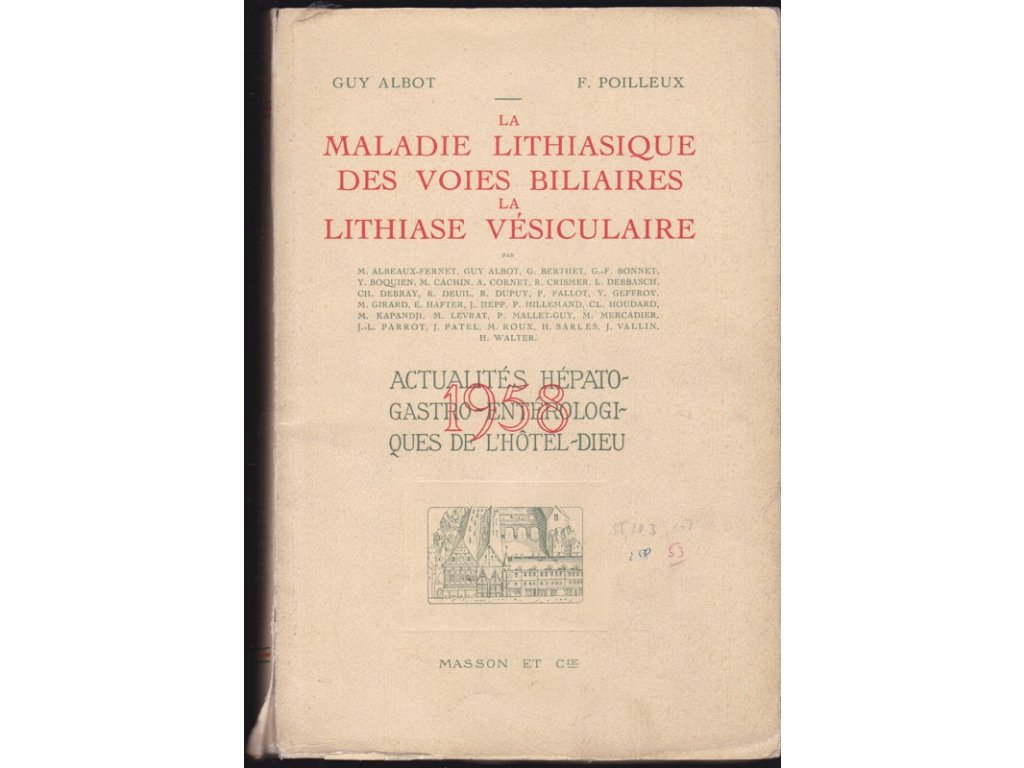 GUY ALBOT F. POILLEUX
LA
MALADIE LITHIASIQUE
DES VOIES BILIAIRES
LA
LITHIASE VÉSICULAIRE
PAR
M. ALBEAUX-FERNET, GUY ALBOT, G. BERTHET, G.-F. BONNET,
Y. BOQUIEN, M. CACHIN, A. CORNET, R. CRISMER, L. DEBBASCH,
CH. DEBRAY, R. DEUIL, R. DUPUY, F. FALLOT, Y. GEFFROY,
M. GIRARD, E. HAFTER, J. HEPP, P. HILLEMAND, CL. HOUDARD,
M. KAPANDJI, M. LEVRAT, P. MALLET-GUY, M. MERCADIER,
J.-L. PARROT, J. PATEL, M. ROUX, H. SARLES, J. VALLIN,
H. WALTER.
ACTUALITÉS HÉPATO-
1958
GASTRO-ENTÉROLOGI-
QUES DE L'HÔTEL-DIEU
53
MASSON ET CIE